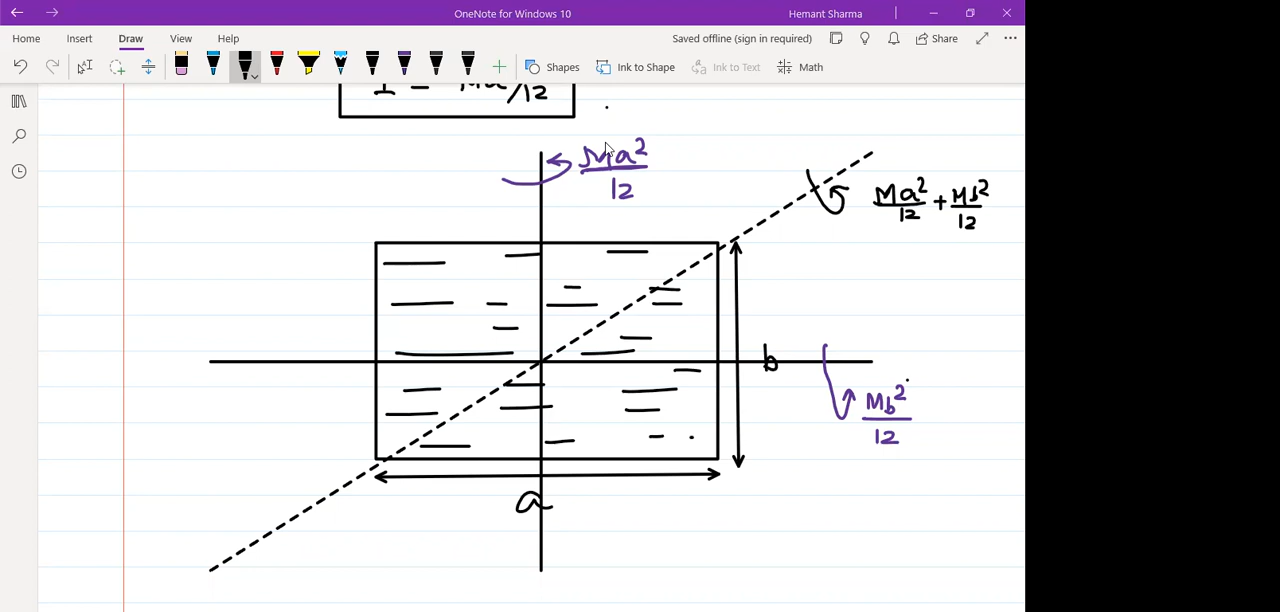 OneNote for Windows 10
Hemant Sharma
Home Insert Draw View Help
Saved offline (sign in required)
Share
Shapes
Ink to Shape
Ink to Text
Math
I = Ma/12
Ma²/12
Ma²/12 + Mb²/12
b
Mb²/12
a